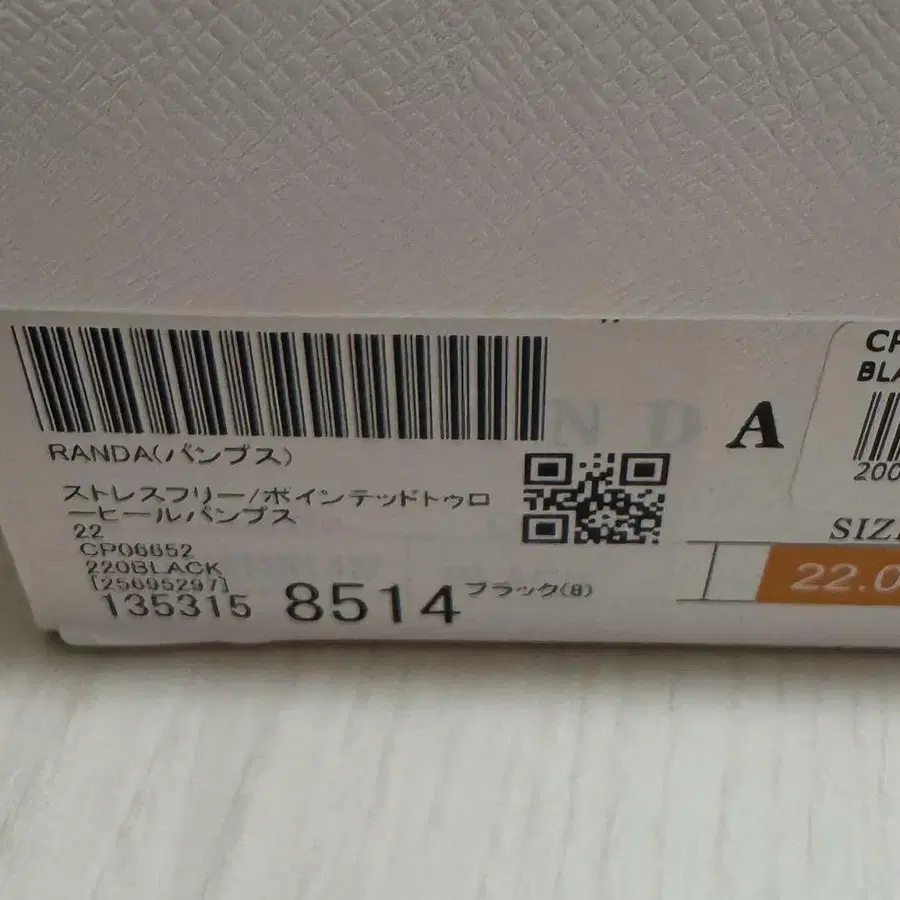 RANDA(パンプス)
ストレスフリー/ポインテッドトゥロ
ーヒールパンプス
22
CP06652
220BLACK
[25695297]
135315 8514 ブラック(8)
N D A
CP
BLA
200
SIZE
22.0